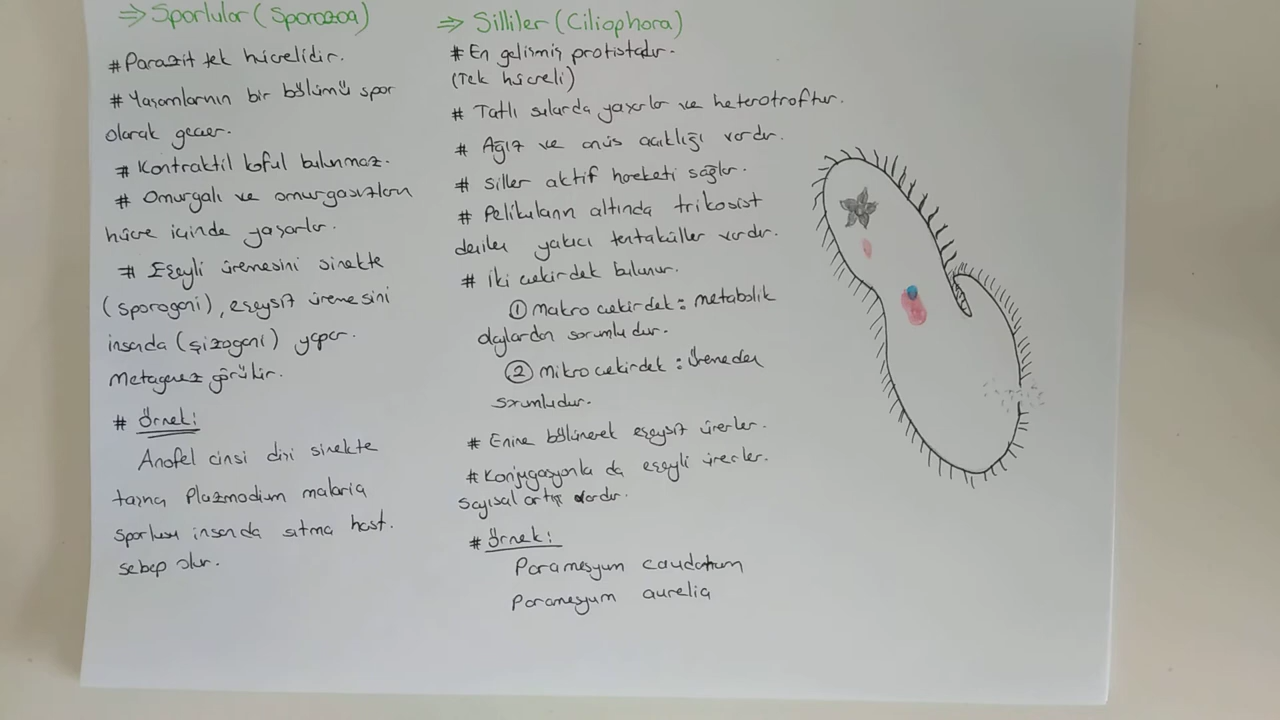 ⇒ Sporlular (Sporozoa)
# Parazit tek hücrelidir.
# Yaşamlarının bir bölümü spor
olarak geçer.
# Kontraktil koful bulunmaz.
# Omurgalı ve omurgasızların
hücre içinde yaşarlar.
# Eşeyli üremesini sinekte
(sporogoni), eşeysiz üremesini
insanda (şizogoni) yapar.
Metagenez görülür.
# Örnek:
Anofel cinsi dişi sinekte
taşınan Plazmodium malaria
sporlusu insanda sıtma hast.
sebep olur.
⇒ Silliler (Ciliophora)
# En gelişmiş protistadır.
(Tek hücreli)
# Tatlı sularda yaşarlar ve heterotroftur.
# Ağız ve anüs açıklığı vardır.
# Siller aktif hareketi sağlar.
# Pelikulanın altında trikosist
denilen yakıcı tentaküller vardır.
# İki çekirdek bulunur.
① Makro çekirdek: metabolik
olaylardan sorumludur.
② Mikro çekirdek: Üremeden
sorumludur.
# Enine bölünerek eşeysiz ürerler.
# Konjugasyonla da eşeyli ürerler.
Sayısal artış vardır.
# Örnek:
Paramesyum caudatum
Paramesyum aurelia